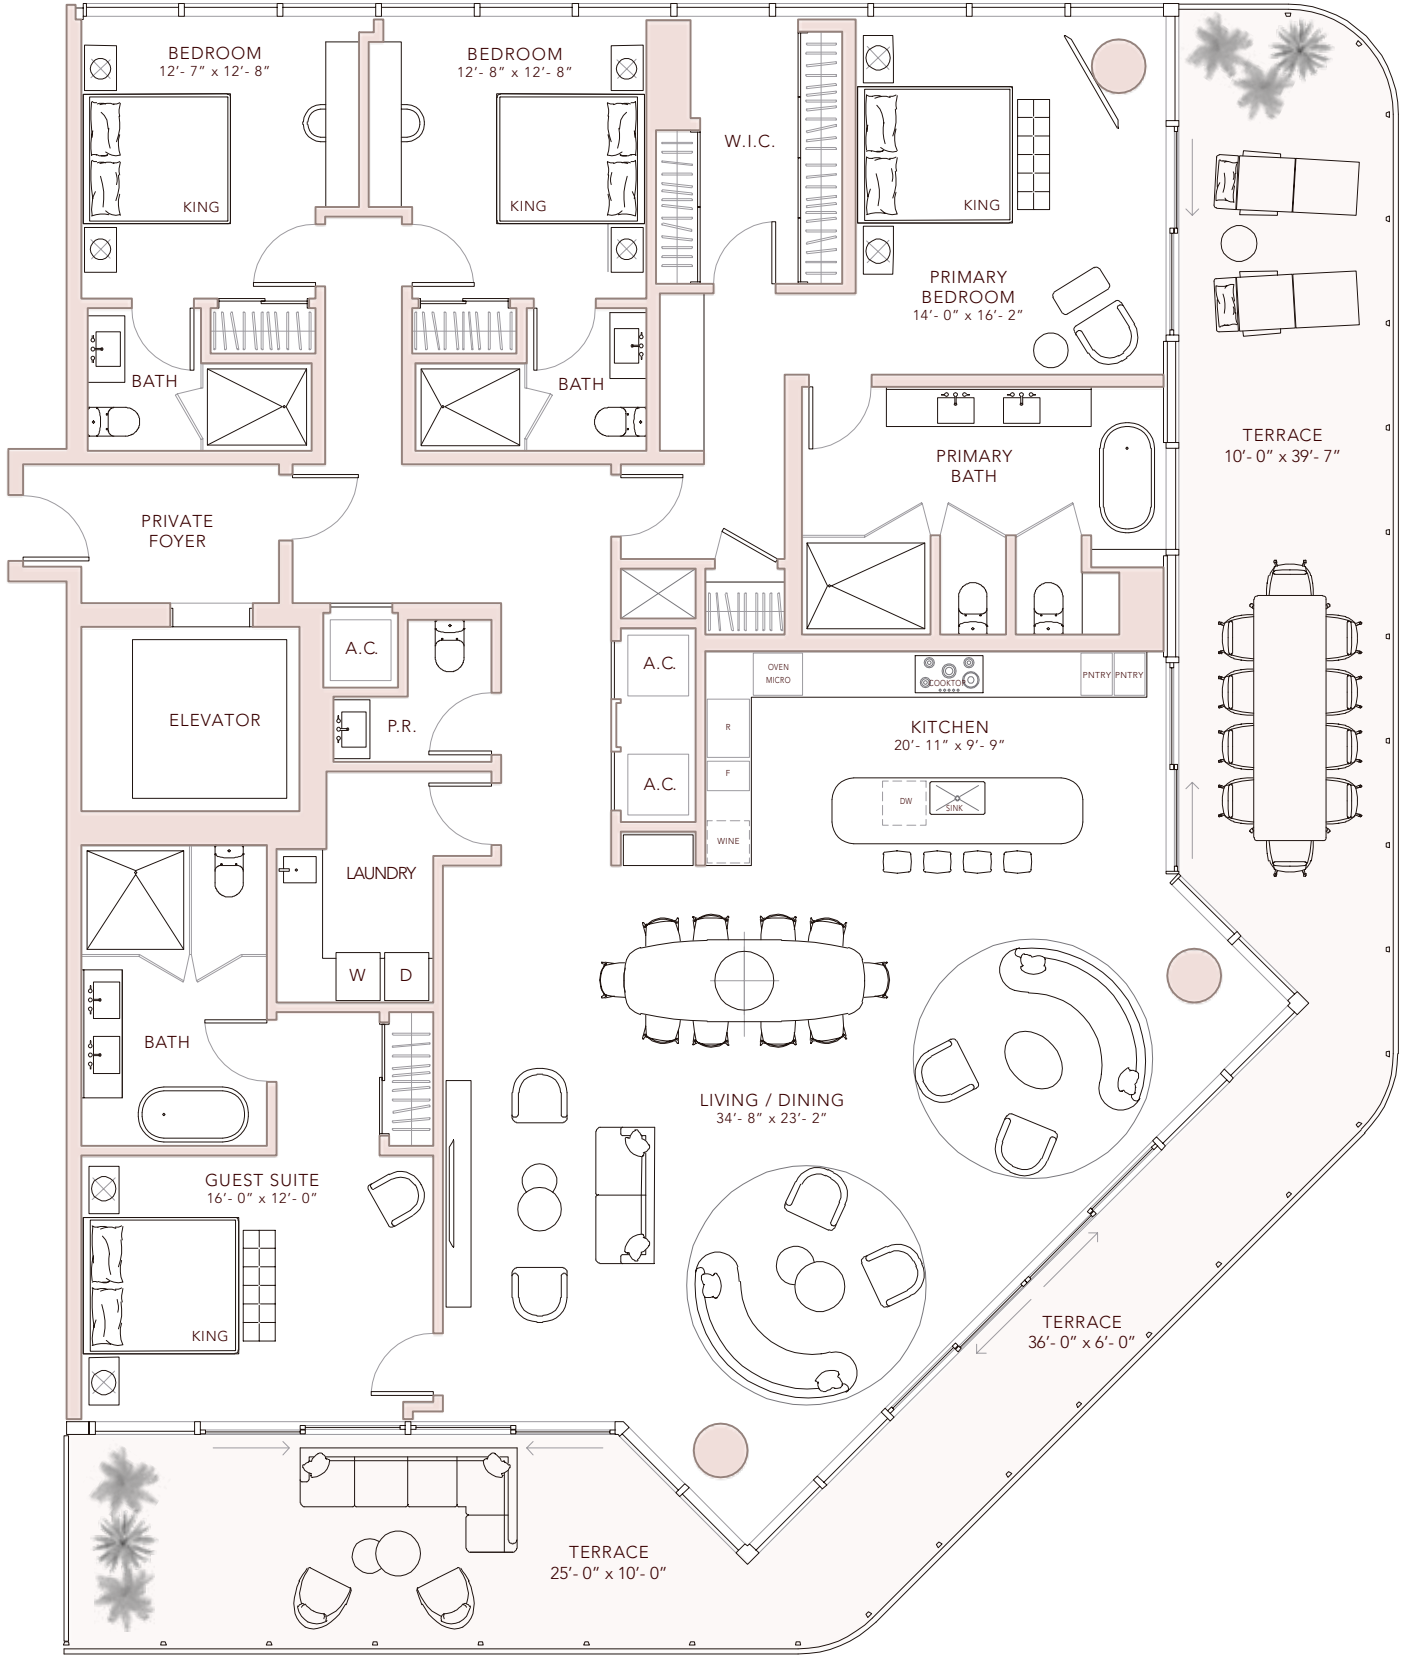 BEDROOM
12’- 7” x 12’- 8”
KING
BEDROOM
12’- 8” x 12’- 8”
KING
W.I.C.
KING
PRIMARY
BEDROOM
14’- 0” x 16’- 2”
BATH
BATH
PRIMARY
BATH
TERRACE
10’- 0” x 39’- 7”
PRIVATE
FOYER
ELEVATOR
A.C.
P.R.
A.C.
A.C.
OVEN
MICRO
COOKTOP
PNTRY
PNTRY
R
F
WINE
KITCHEN
20’- 11” x 9’- 9”
DW
SINK
LAUNDRY
W
D
BATH
LIVING / DINING
34’- 8” x 23’- 2”
GUEST SUITE
16’- 0” x 12’- 0”
KING
TERRACE
36’- 0” x 6’- 0”
TERRACE
25’- 0” x 10’- 0”